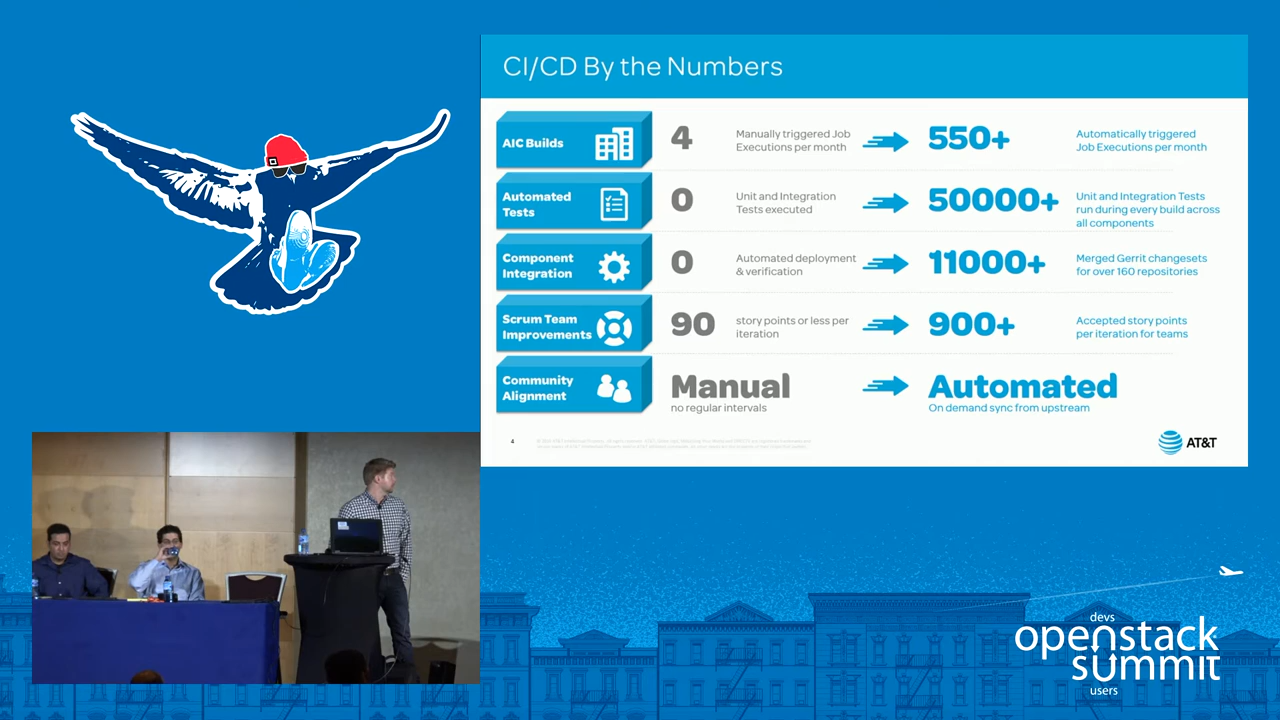 CI/CD By the Numbers
AIC Builds
4
Manually triggered Job
Executions per month
550+
Automatically triggered
Job Executions per month
Automated
Tests
0
Unit and Integration
Tests executed
50000+
Unit and Integration Tests
run during every build across
all components
Component
Integration
0
Automated deployment
& verification
11000+
Merged Gerrit changesets
for over 160 repositories
Scrum Team
Improvements
90
story points or less per
iteration
900+
Accepted story points
per iteration for teams
Community
Alignment
Manual
no regular intervals
Automated
On demand sync from upstream
4
AT&T
devs
openstack
summit
users